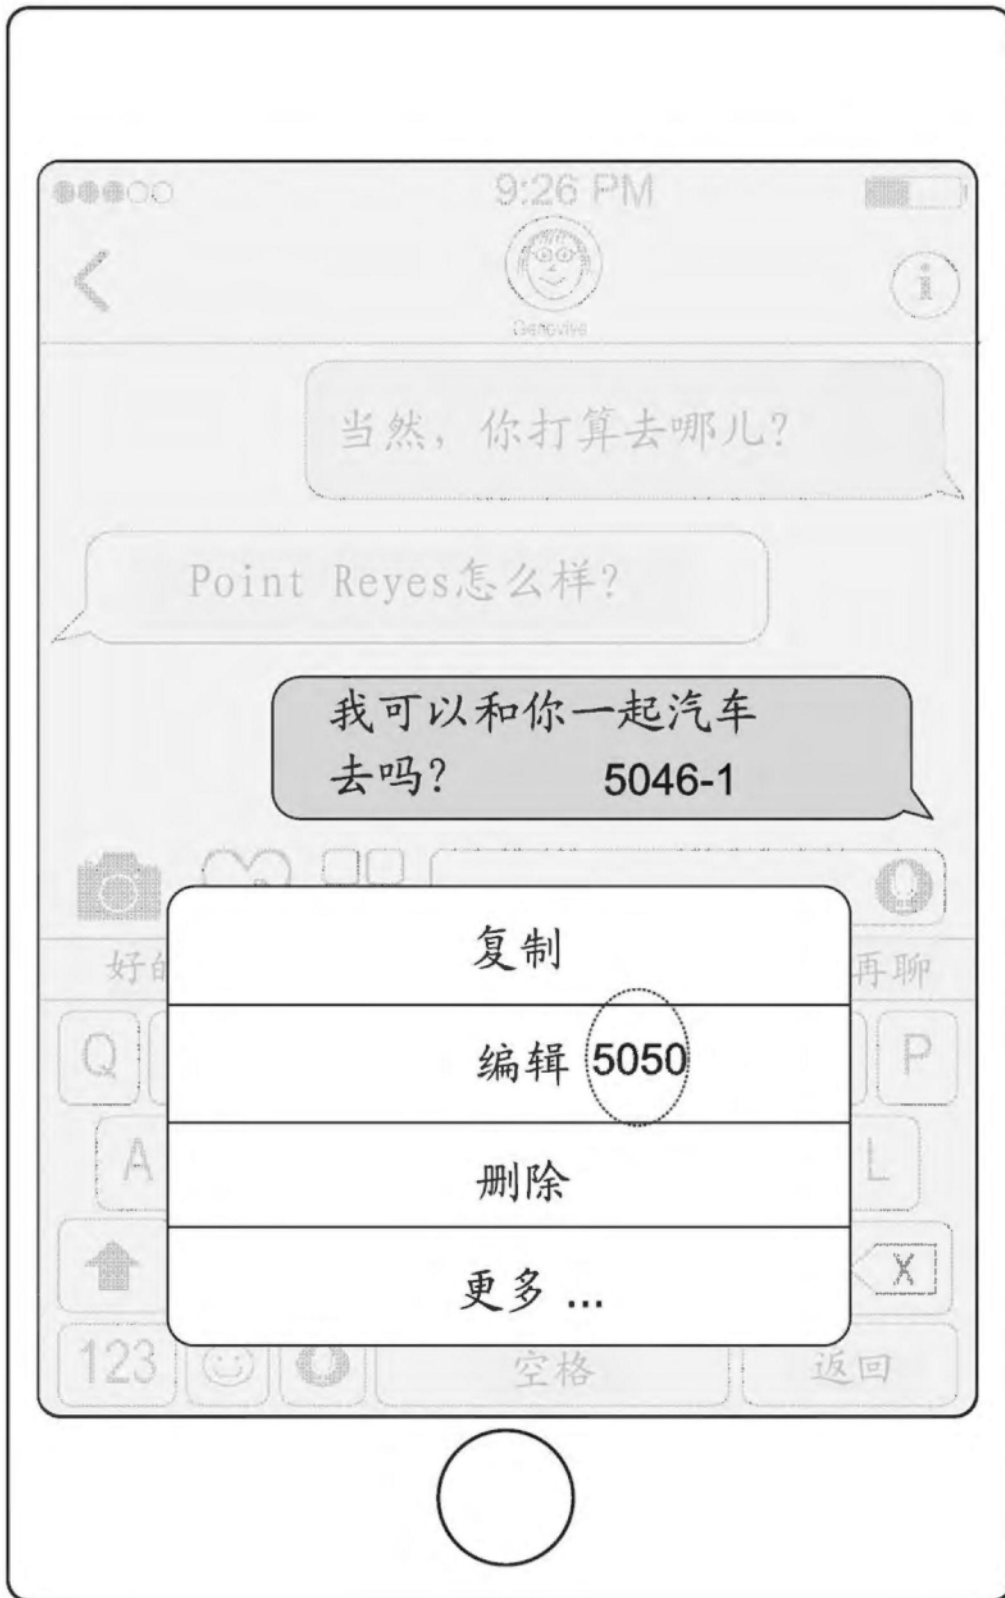 9:26 PM
Genevive
当然，你打算去哪儿?
Point Reyes怎么样?
我可以和你一起汽车
去吗? 5046-1
复制
好的 再聊
编辑 5050
Q P
删除
A L
更多 ...
X
123 空格 返回